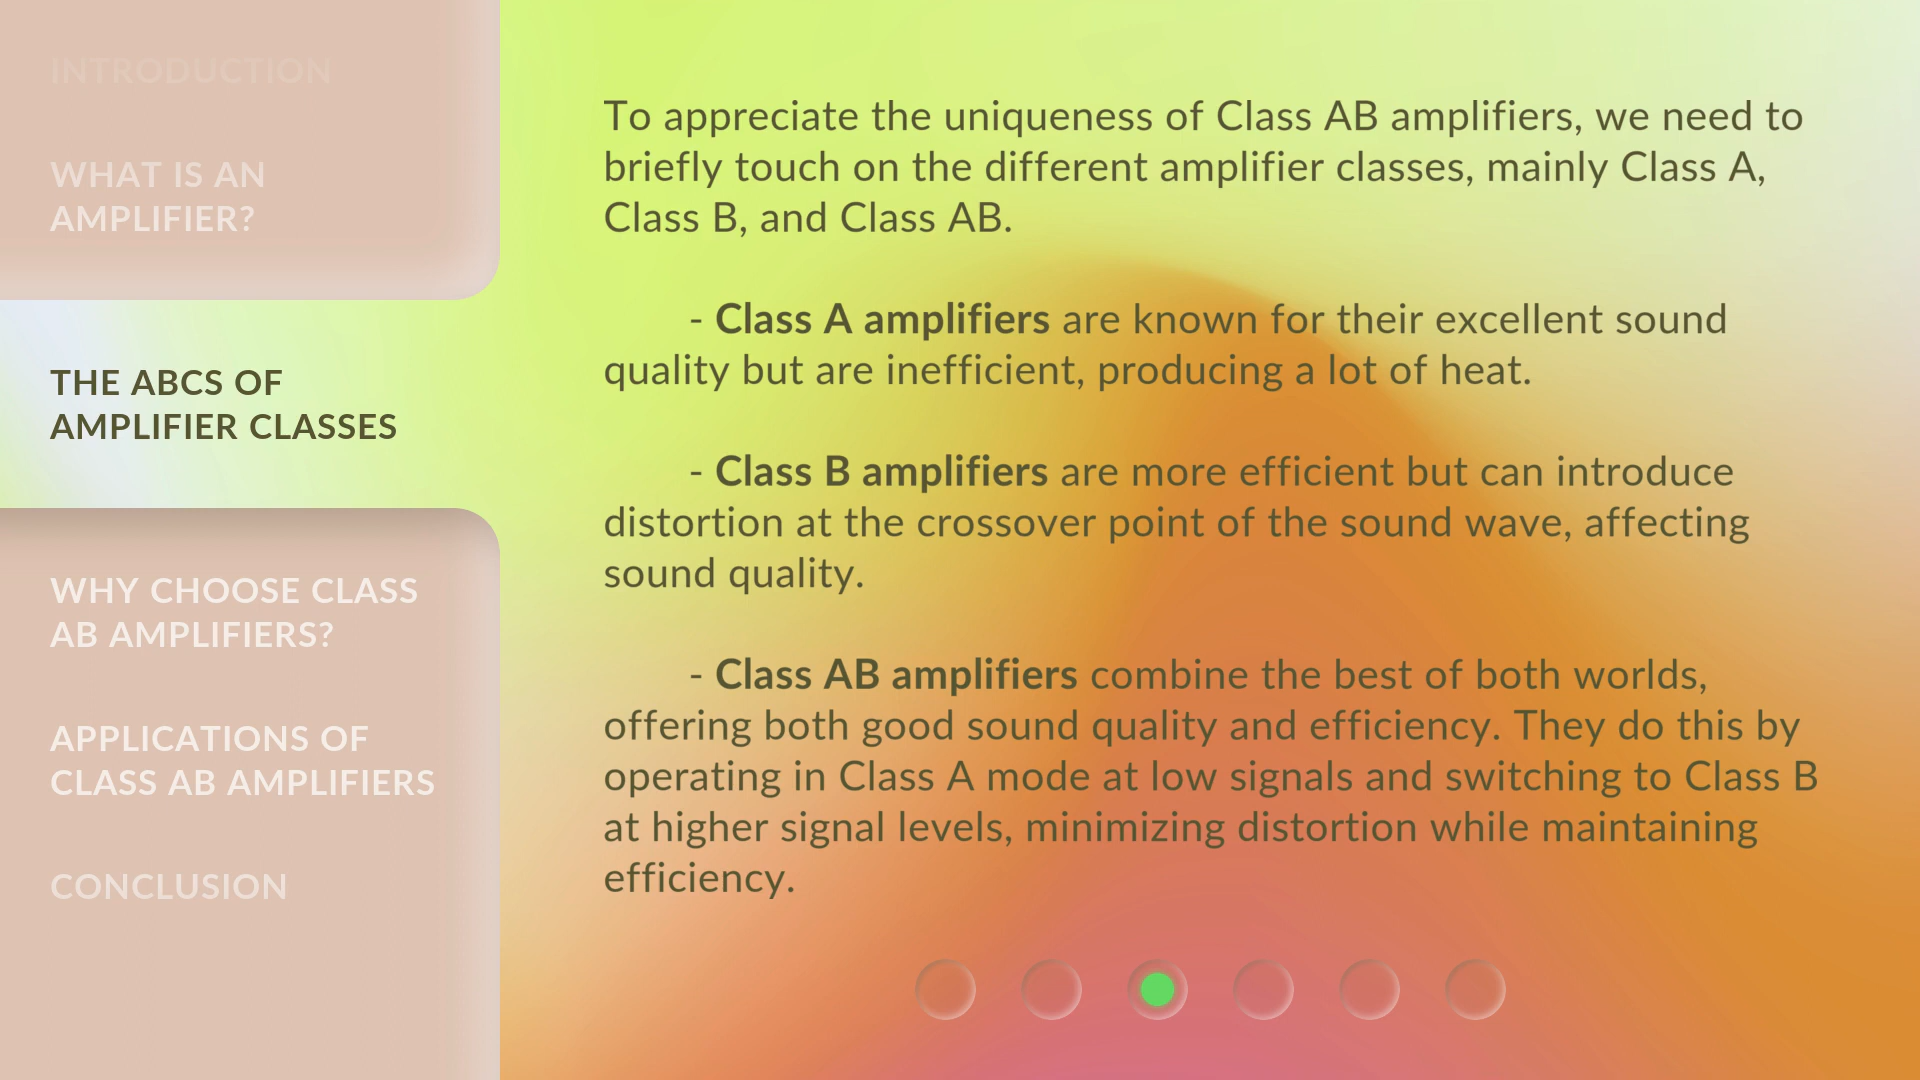 INTRODUCTION
WHAT IS AN
AMPLIFIER?
THE ABCS OF
AMPLIFIER CLASSES
WHY CHOOSE CLASS
AB AMPLIFIERS?
APPLICATIONS OF
CLASS AB AMPLIFIERS
CONCLUSION
To appreciate the uniqueness of Class AB amplifiers, we need to
briefly touch on the different amplifier classes, mainly Class A,
Class B, and Class AB.
- Class A amplifiers are known for their excellent sound
quality but are inefficient, producing a lot of heat.
- Class B amplifiers are more efficient but can introduce
distortion at the crossover point of the sound wave, affecting
sound quality.
- Class AB amplifiers combine the best of both worlds,
offering both good sound quality and efficiency. They do this by
operating in Class A mode at low signals and switching to Class B
at higher signal levels, minimizing distortion while maintaining
efficiency.